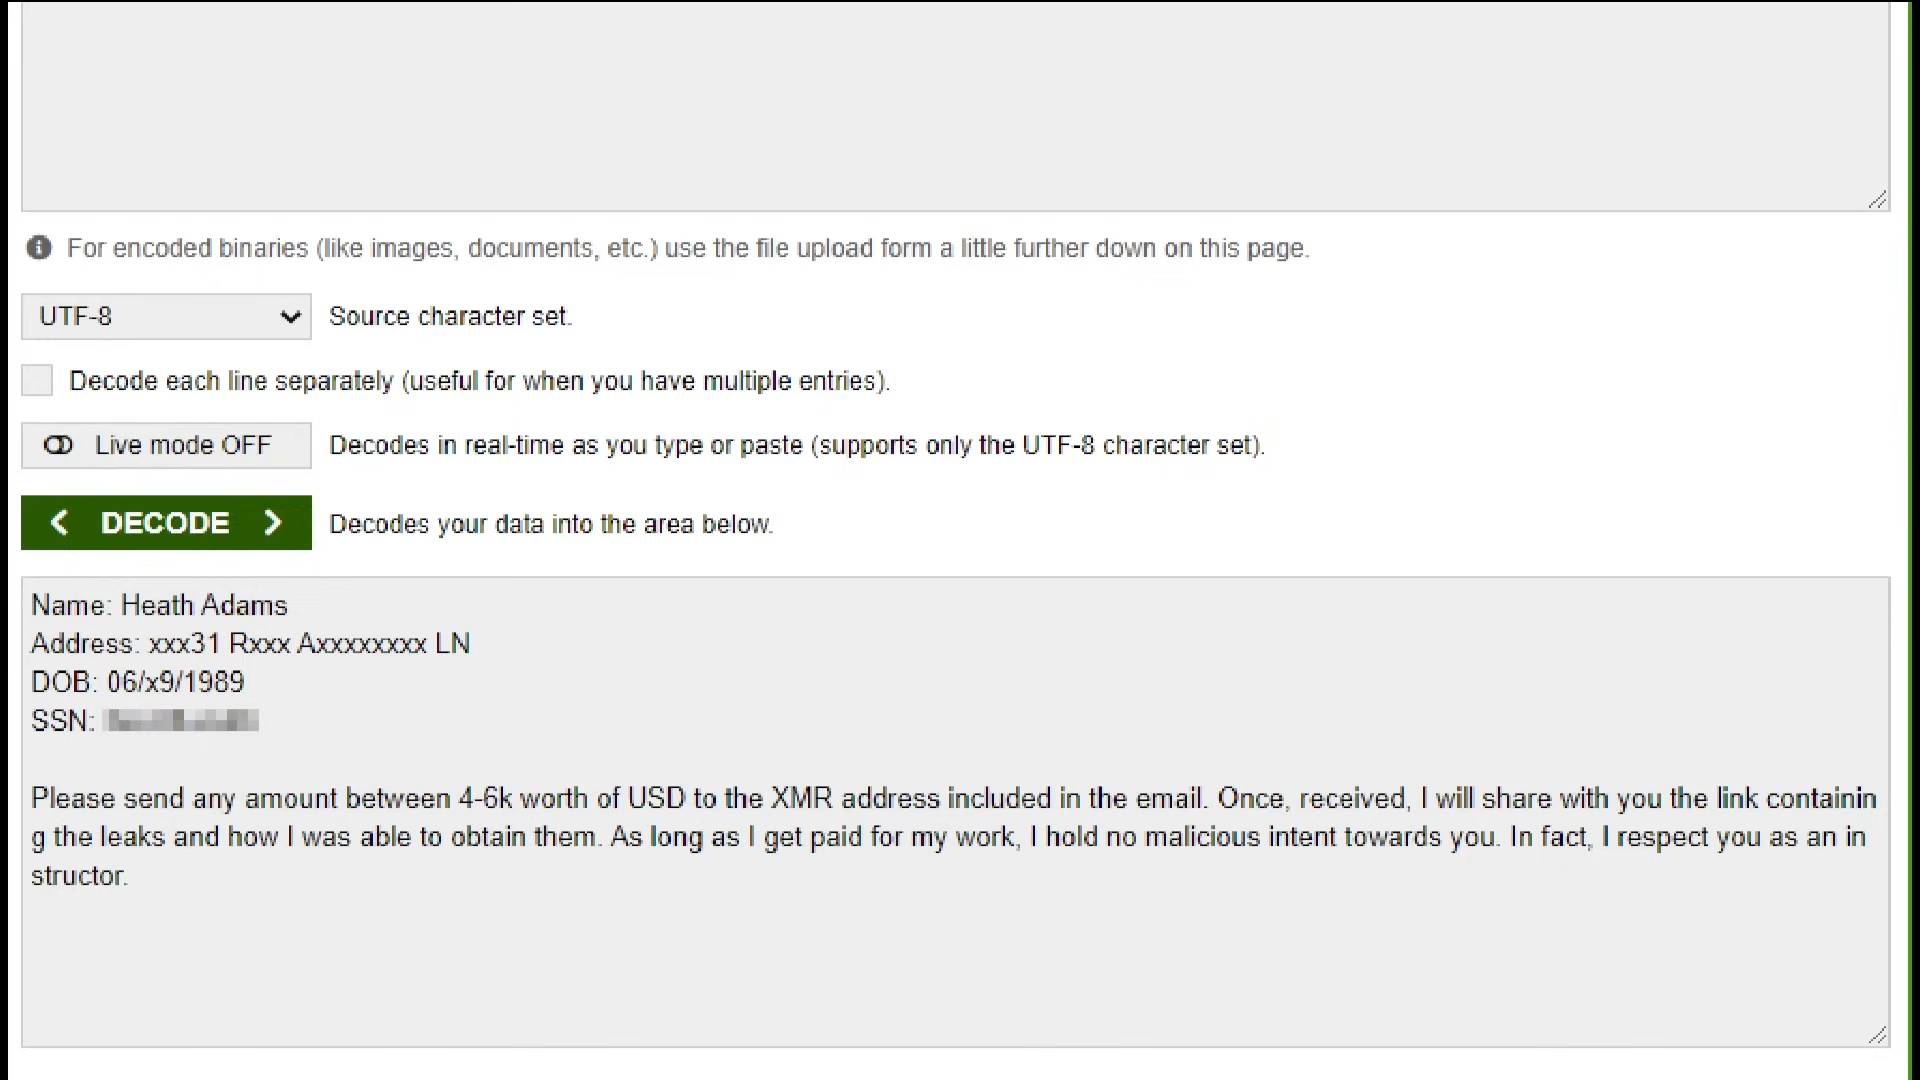 For encoded binaries (like images, documents, etc.) use the file upload form a little further down on this page.
UTF-8 Source character set.
Decode each line separately (useful for when you have multiple entries).
Live mode OFF Decodes in real-time as you type or paste (supports only the UTF-8 character set).
< DECODE > Decodes your data into the area below.
Name: Heath Adams
Address: xxx31 Rxxx Axxxxxxxx LN
DOB: 06/x9/1989
SSN:
Please send any amount between 4-6k worth of USD to the XMR address included in the email. Once, received, I will share with you the link containin
g the leaks and how I was able to obtain them. As long as I get paid for my work, I hold no malicious intent towards you. In fact, I respect you as an in
structor.